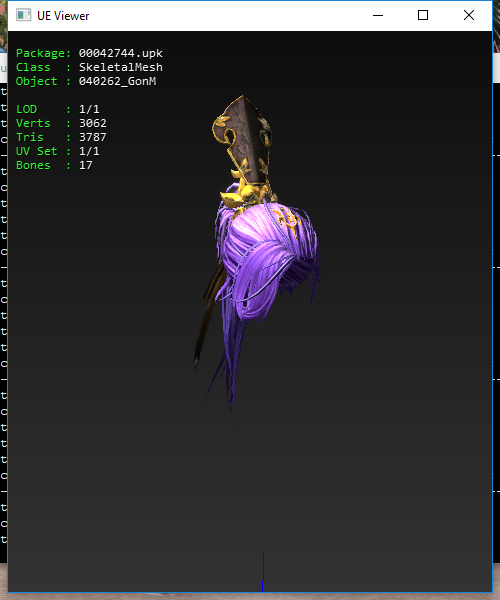 UE Viewer
Package: 00042744.upk
Class : SkeletalMesh
Object : 040262_GonM
LOD : 1/1
Verts : 3062
Tris : 3787
UV Set : 1/1
Bones : 17